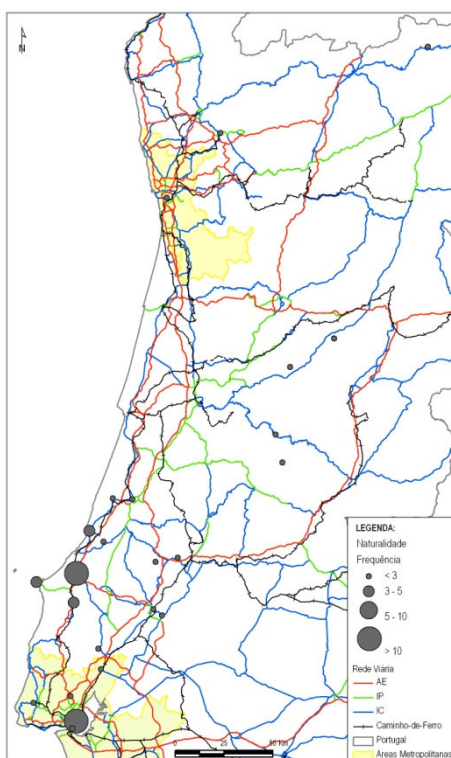 N
LEGENDA:
Naturalidade
Frequência
< 3
3 - 5
5 - 10
> 10
Rede Viária
AE
IP
IC
Caminho-de-Ferro
Portugal
Áreas Metropolitanas
0 25 50 Km